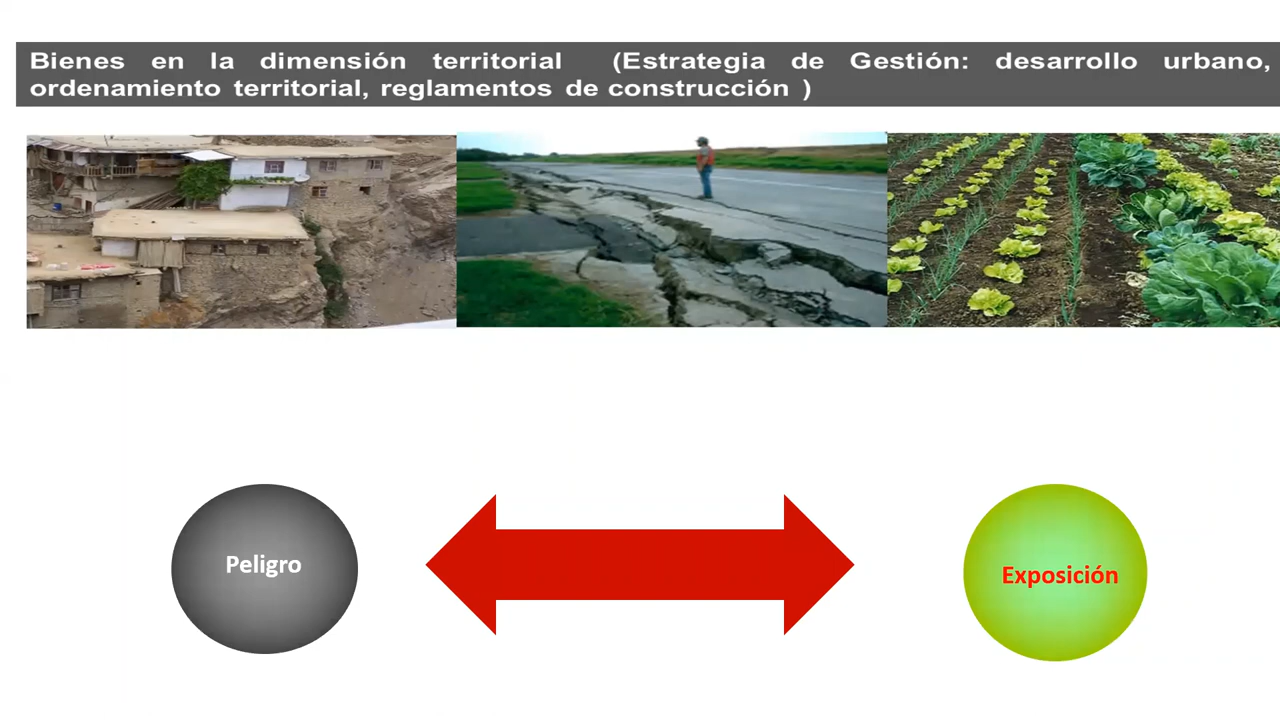 Bienes en la dimensión territorial (Estrategia de Gestión: desarrollo urbano,
ordenamiento territorial, reglamentos de construcción )
Peligro
Exposición